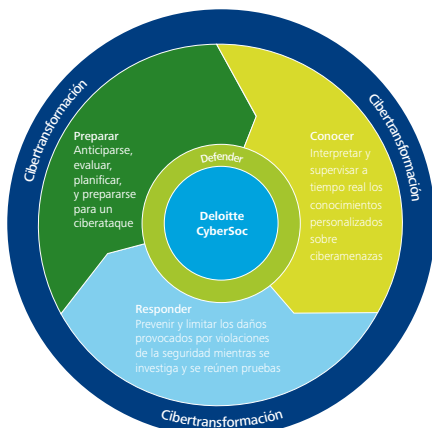 Cibertransformación
Cibertransformación
Preparar
Anticiparse,
evaluar,
planificar,
y prepararse
para un
ciberataque
Defender
Deloitte
CyberSoc
Conocer
Interpretar y
supervisar a
tiempo real los
conocimientos
personalizados
sobre
ciberamenazas
Responder
Prevenir y limitar los daños
provocados por violaciones
de la seguridad mientras se
investiga y se reúnen pruebas
Cibertransformación